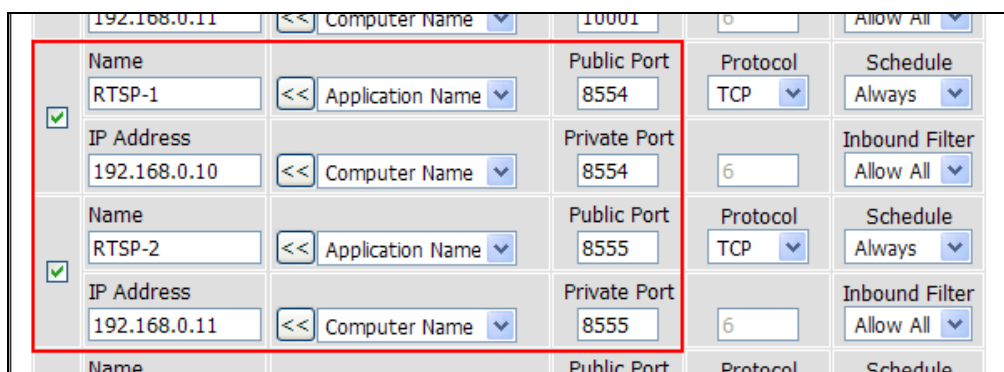 192.168.0.11 << Computer Name 10001 6 Allow All
Name Public Port Protocol Schedule
RTSP-1 << Application Name 8554 TCP Always
IP Address Private Port Inbound Filter
192.168.0.10 << Computer Name 8554 6 Allow All
Name Public Port Protocol Schedule
RTSP-2 << Application Name 8555 TCP Always
IP Address Private Port Inbound Filter
192.168.0.11 << Computer Name 8555 6 Allow All
Name Public Port Protocol Schedule